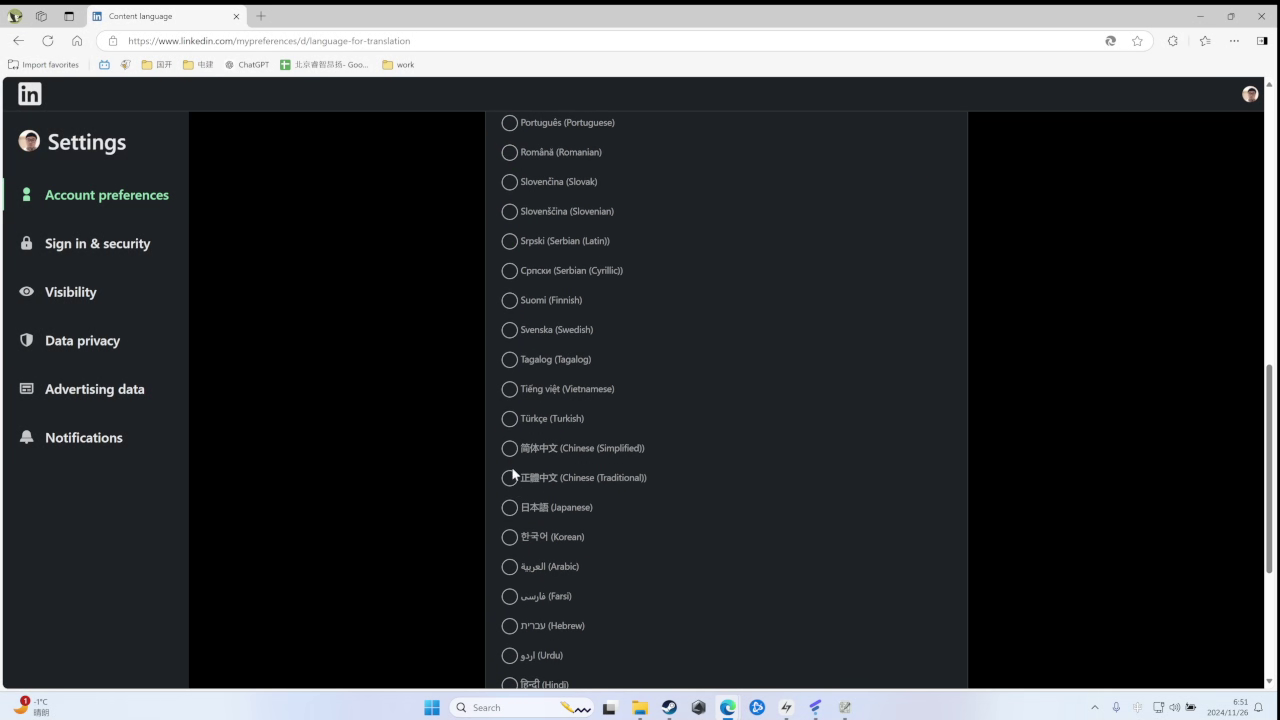 Content language
https://www.linkedin.com/mypreferences/d/language-for-translation
Import favorites
国开
电建
ChatGPT
北京睿智昂扬- Goo...
work
in
Settings
Account preferences
Sign in & security
Visibility
Data privacy
Advertising data
Notifications
Português (Portuguese)
Română (Romanian)
Slovenčina (Slovak)
Slovenščina (Slovenian)
Srpski (Serbian (Latin))
Српски (Serbian (Cyrillic))
Suomi (Finnish)
Svenska (Swedish)
Tagalog (Tagalog)
Tiếng việt (Vietnamese)
Türkçe (Turkish)
简体中文 (Chinese (Simplified))
正體中文 (Chinese (Traditional))
日本語 (Japanese)
한국어 (Korean)
العربية (Arabic)
فارسی (Farsi)
עברית (Hebrew)
اردو (Urdu)
हिन्दी (Hindi)
1
-1°C
晴朗
Search
6:51
2024/11/26